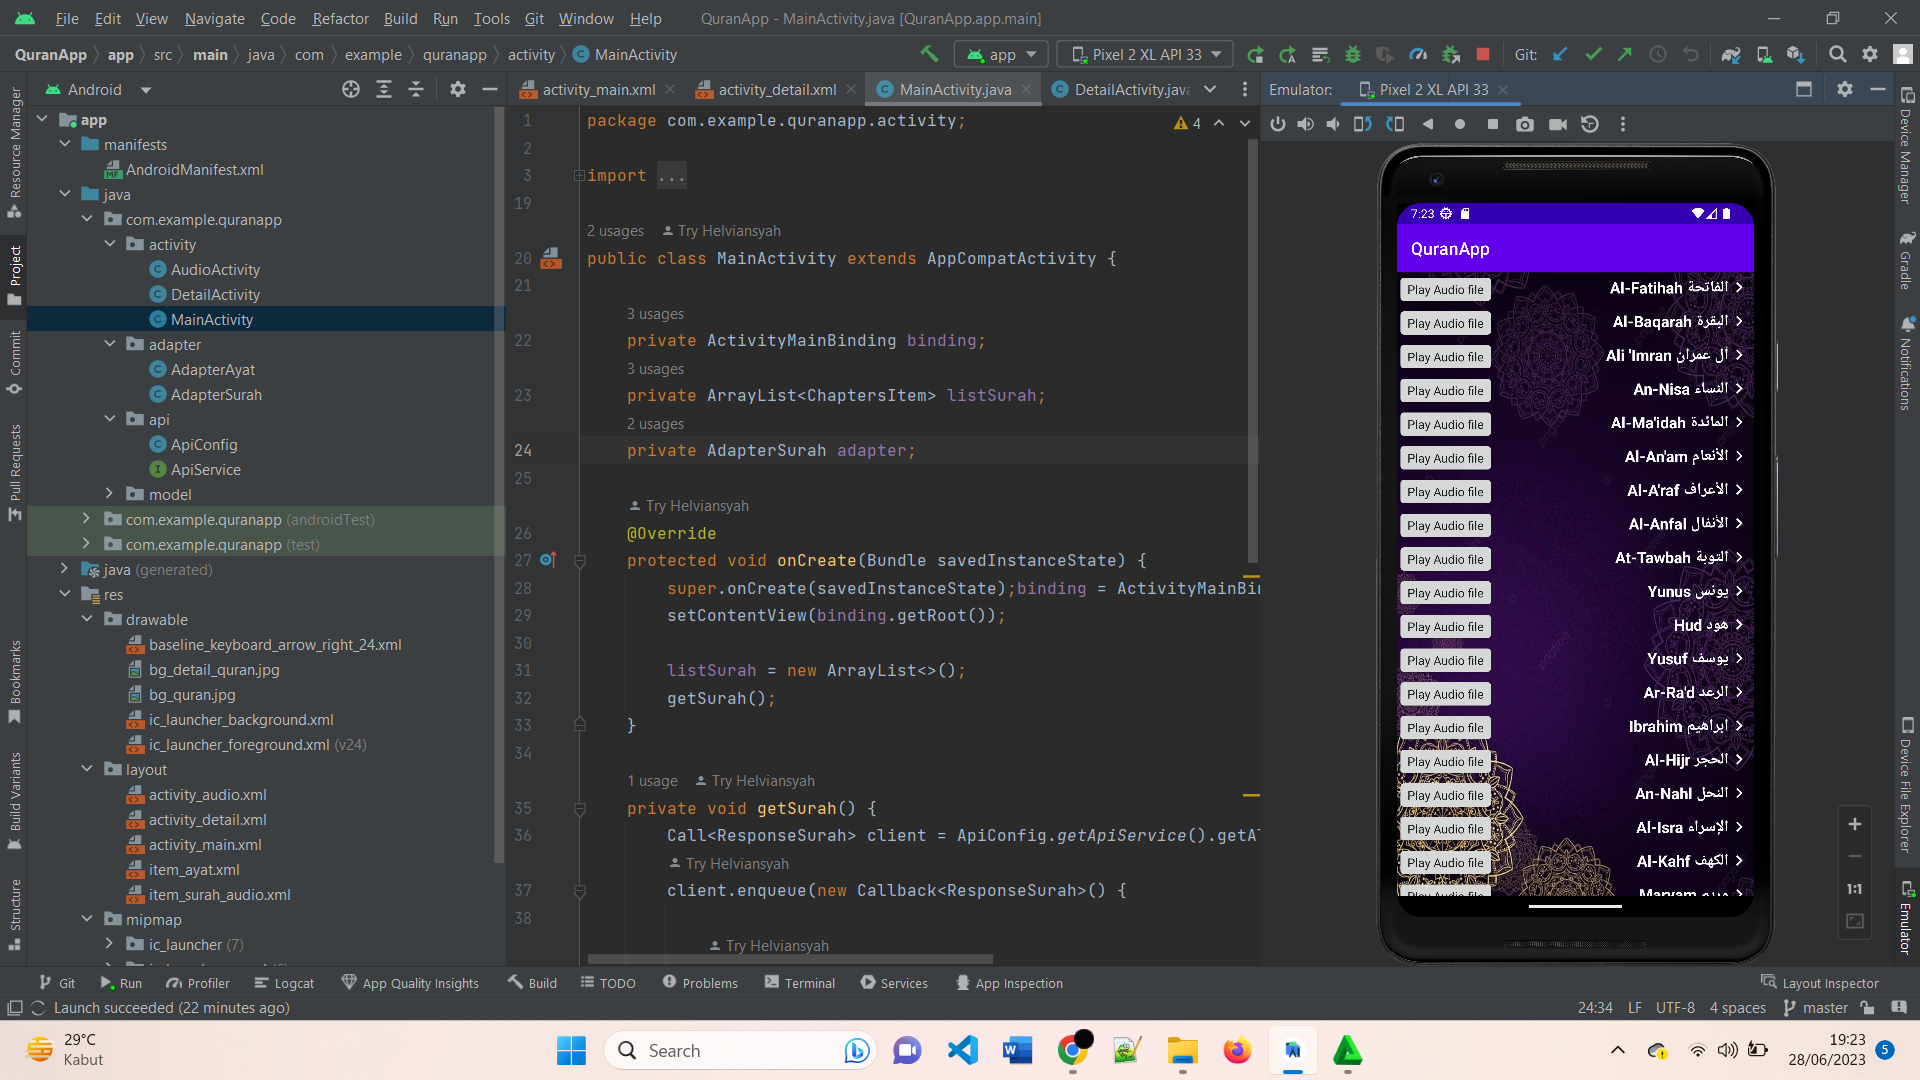 File Edit View Navigate Code Refactor Build Run Tools Git Window Help QuranApp - MainActivity.java [QuranApp.app.main]
QuranApp app src main java com example quranapp activity MainActivity app Pixel 2 XL API 33 Git:
Android
activity_main.xml activity_detail.xml MainActivity.java DetailActivity.java
Emulator: Pixel 2 XL API 33
Resource Manager
Project
Commit
Pull Requests
Bookmarks
Build Variants
Structure
app
manifests
AndroidManifest.xml
java
com.example.quranapp
activity
AudioActivity
DetailActivity
MainActivity
adapter
AdapterAyat
AdapterSurah
api
ApiConfig
ApiService
model
com.example.quranapp (androidTest)
com.example.quranapp (test)
java (generated)
res
drawable
baseline_keyboard_arrow_right_24.xml
bg_detail_quran.jpg
bg_quran.jpg
ic_launcher_background.xml
ic_launcher_foreground.xml (v24)
layout
activity_audio.xml
activity_detail.xml
activity_main.xml
item_ayat.xml
item_surah_audio.xml
mipmap
ic_launcher (7)
1 package com.example.quranapp.activity; 4
2
3 import ...
19
2 usages Try Helviansyah
20 public class MainActivity extends AppCompatActivity {
21
3 usages
22 private ActivityMainBinding binding;
3 usages
23 private ArrayList<ChaptersItem> listSurah;
2 usages
24 private AdapterSurah adapter;
25
Try Helviansyah
26 @Override
27 protected void onCreate(Bundle savedInstanceState) {
28 super.onCreate(savedInstanceState);binding = ActivityMainBin
29 setContentView(binding.getRoot());
30
31 listSurah = new ArrayList<>();
32 getSurah();
33 }
34
1 usage Try Helviansyah
35 private void getSurah() {
36 Call<ResponseSurah> client = ApiConfig.getApiService().getAl
Try Helviansyah
37 client.enqueue(new Callback<ResponseSurah>() {
38
Try Helviansyah
7:23
QuranApp
Play Audio file Al-Fatihah الفاتحة
Play Audio file Al-Baqarah البقرة
Play Audio file Ali 'Imran آل عمران
Play Audio file An-Nisa النساء
Play Audio file Al-Ma'idah المائدة
Play Audio file Al-An'am الأنعام
Play Audio file Al-A'raf الأعراف
Play Audio file Al-Anfal الأنفال
Play Audio file At-Tawbah التوبة
Play Audio file Yunus يونس
Play Audio file Hud هود
Play Audio file Yusuf يوسف
Play Audio file Ar-Ra'd الرعد
Play Audio file Ibrahim ابراهيم
Play Audio file Al-Hijr الحجر
Play Audio file An-Nahl النحل
Play Audio file Al-Isra الإسراء
Play Audio file Al-Kahf الكهف
Play Audio file Maryam مريم
1:1
Device Manager
Gradle
Notifications
Device File Explorer
Emulator
Git Run Profiler Logcat App Quality Insights Build TODO Problems Terminal Services App Inspection Layout Inspector
Launch succeeded (22 minutes ago) 24:34 LF UTF-8 4 spaces master
29°C
Kabut
Search
19:23
28/06/2023
5